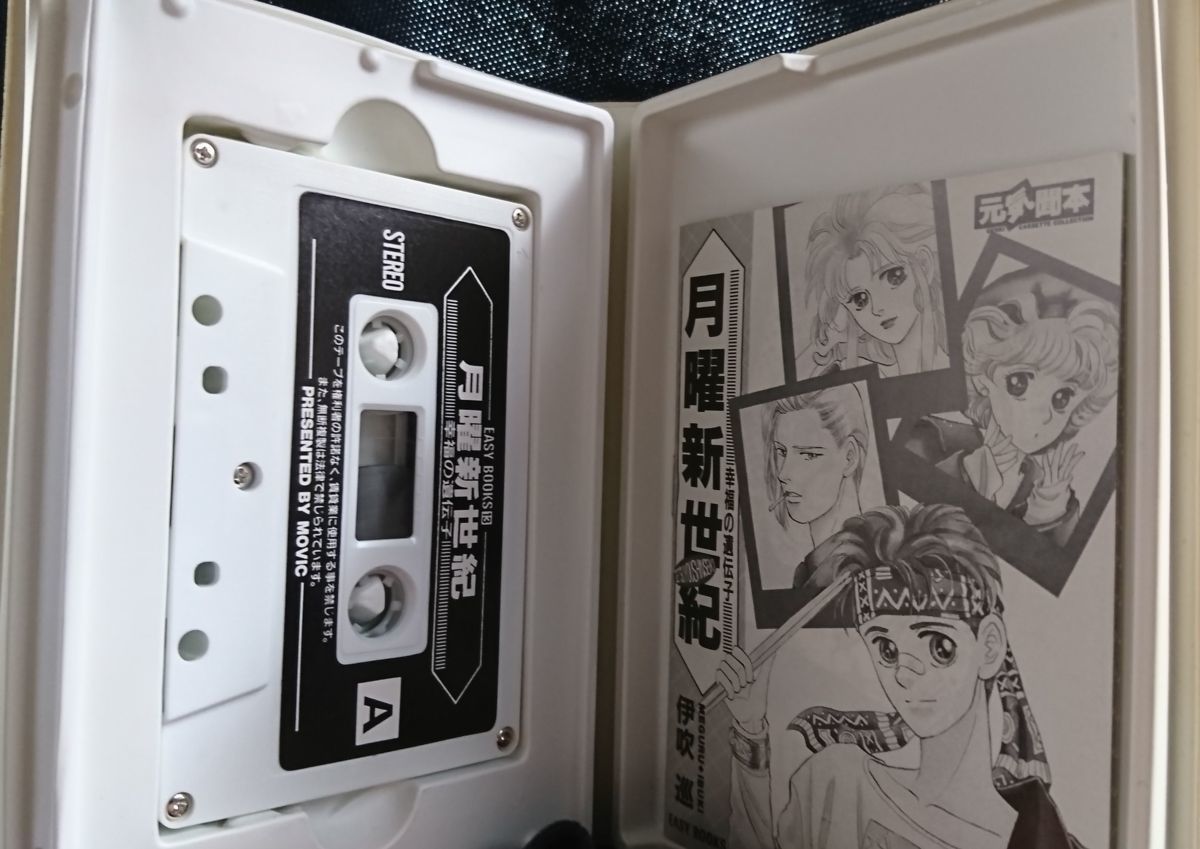 STEREO
EASY BOOKS 12
月曜新世紀
幸福の遺伝子
このテープを権利者の許諾なく、賃貸業に使用する事を禁じます。
また、無断複製は法律で禁じられています。
PRESENTED BY MOVIC
A
元気聞本
GENKI CASSETTE COLLECTION
月曜新世紀
幸福の遺伝子
伊吹 巡
MEGURU・IBUKI
EASY BOOKS